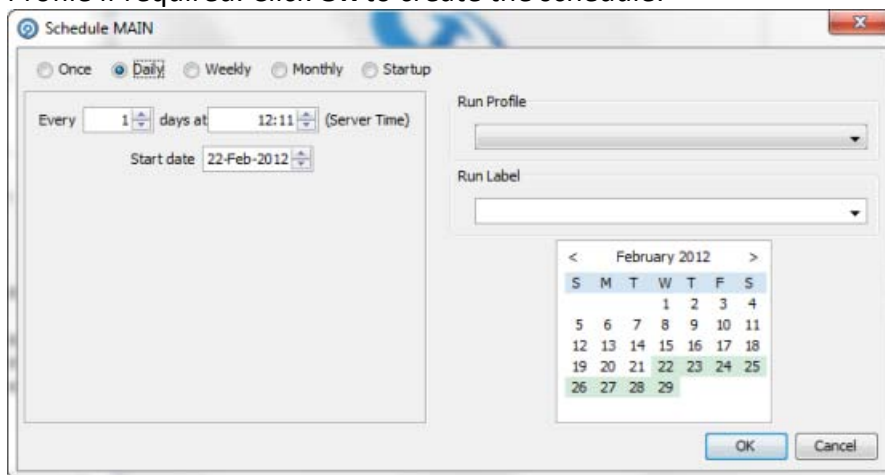 Profile if required. Click OK to create the schedule.
Schedule MAIN
Once Daily Weekly Monthly Startup
Every 1 days at 12:11 (Server Time)
Start date 22-Feb-2012
Run Profile
Run Label
< February 2012 >
S M T W T F S
1 2 3 4
5 6 7 8 9 10 11
12 13 14 15 16 17 18
19 20 21 22 23 24 25
26 27 28 29
OK Cancel